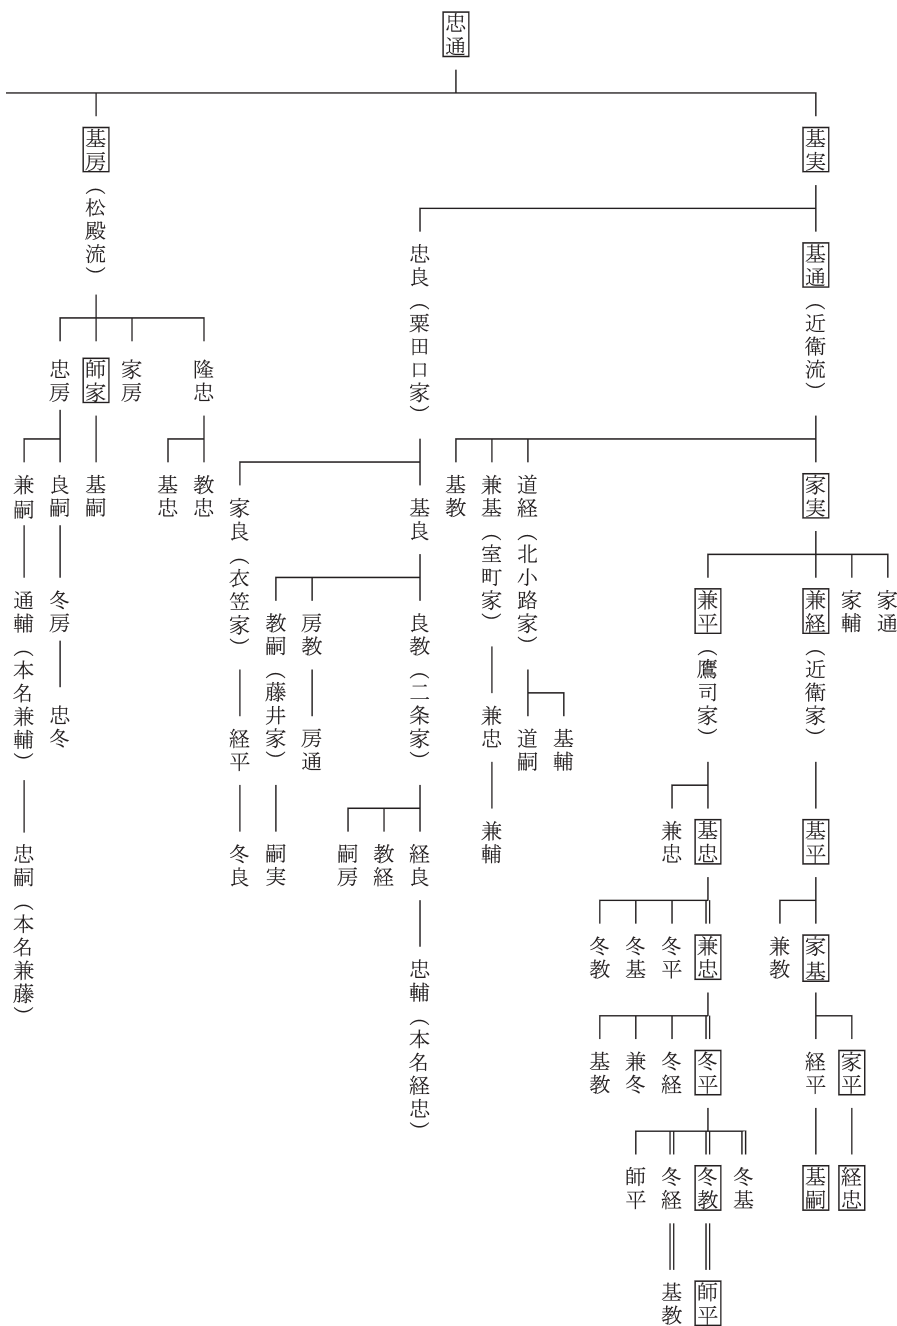 忠通
基実
基房（松殿流）
基通（近衛流）
忠良（粟田口家）
隆忠
家房
師家
忠房
家実
道経（北小路家）
兼基（室町家）
基教
基良
家良（衣笠家）
教忠
基忠
基嗣
良嗣
兼嗣
家通
家輔
兼経（近衛家）
兼平（鷹司家）
良教（二条家）
房教
教嗣（藤井家）
冬房
通輔（本名兼輔）
基輔
道嗣
兼忠
房通
経平
忠冬
基平
基忠
兼忠
兼輔
経良
教経
嗣房
嗣実
冬良
忠嗣（本名兼藤）
家基
兼教
兼忠
冬平
冬基
冬教
忠輔（本名経忠）
家平
経平
冬平
冬経
兼冬
基教
経忠
基嗣
冬基
冬教
冬経
師平
師平
基教